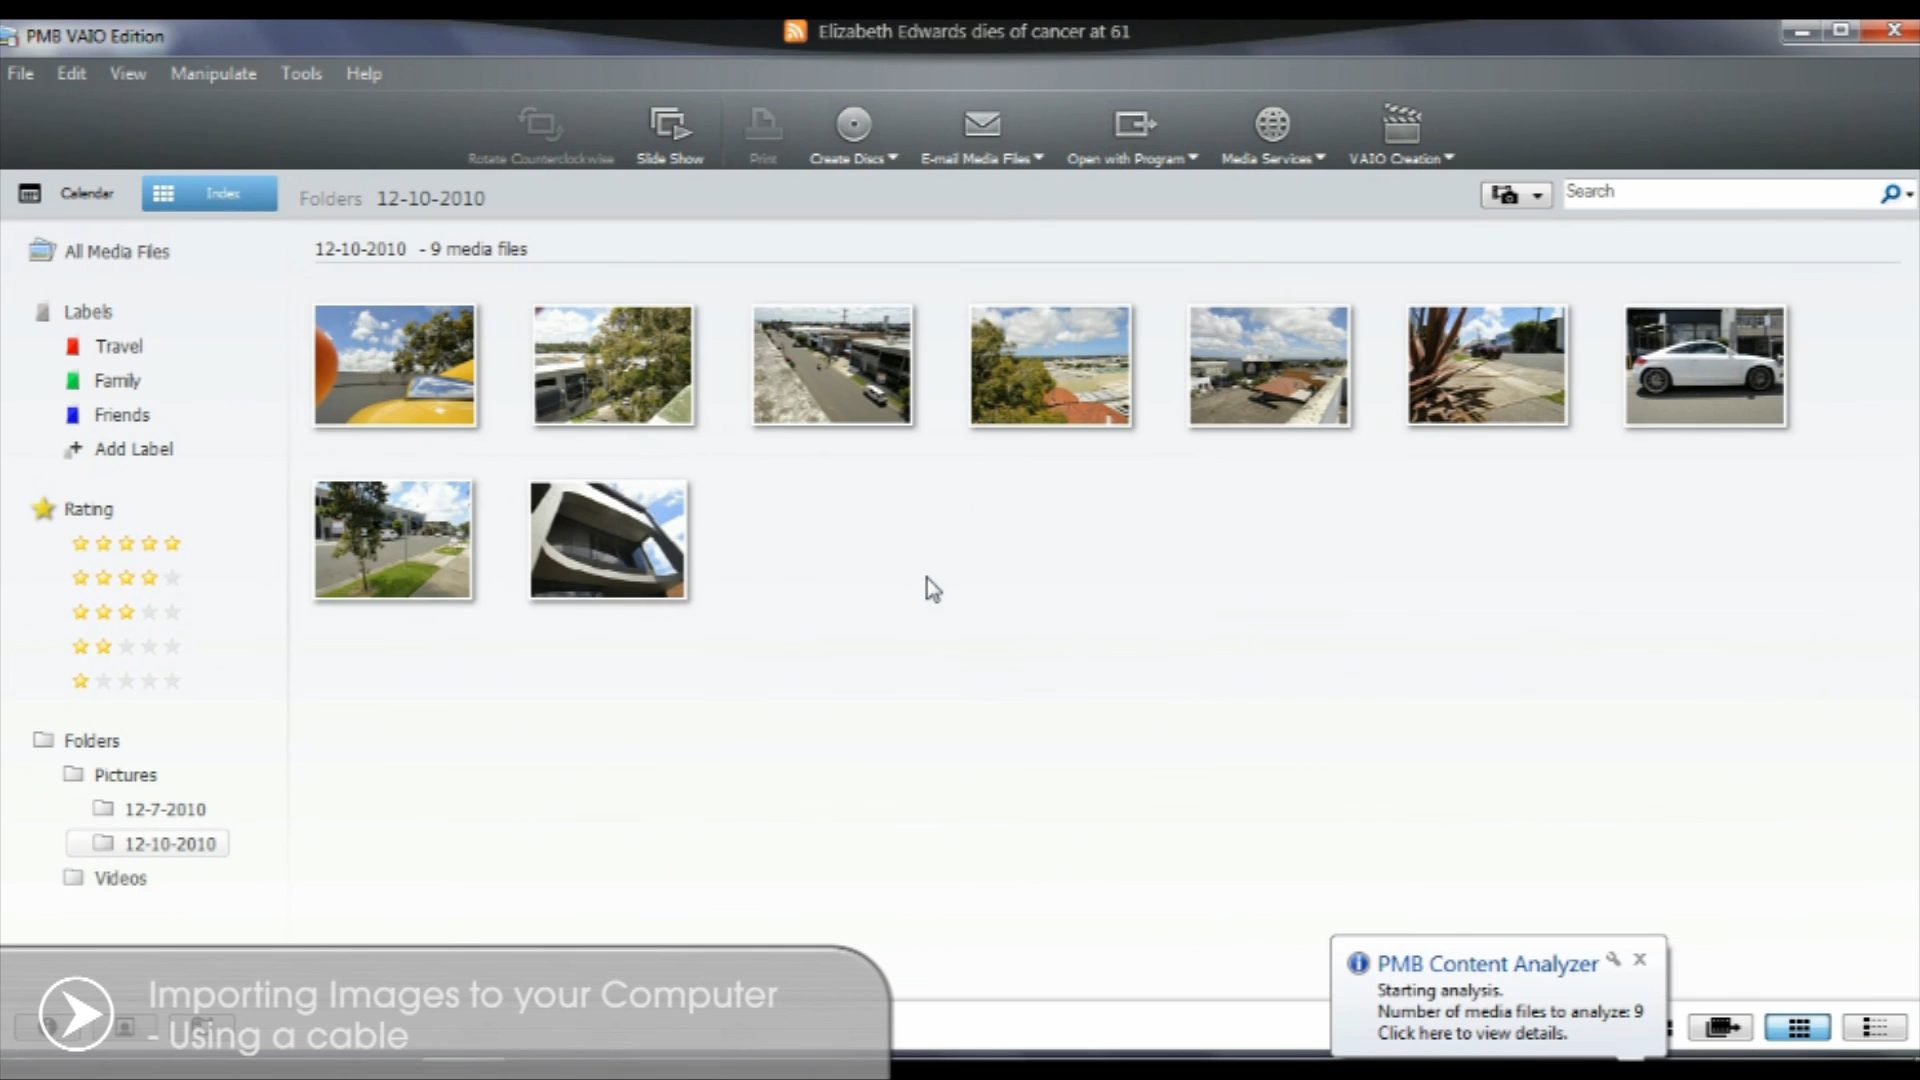 PMB VAIO Edition
Elizabeth Edwards dies of cancer at 61
File Edit View Manipulate Tools Help
Rotate Counterclockwise Slide Show Print Create Discs E-mail Media Files Open with Program Media Services VAIO Creation
Calendar Index Folders 12-10-2010 Search
All Media Files
12-10-2010 - 9 media files
Labels
Travel
Family
Friends
Add Label
Rating
Folders
Pictures
12-7-2010
12-10-2010
Videos
Importing Images to your Computer
- Using a cable
PMB Content Analyzer
Starting analysis.
Number of media files to analyze: 9
Click here to view details.